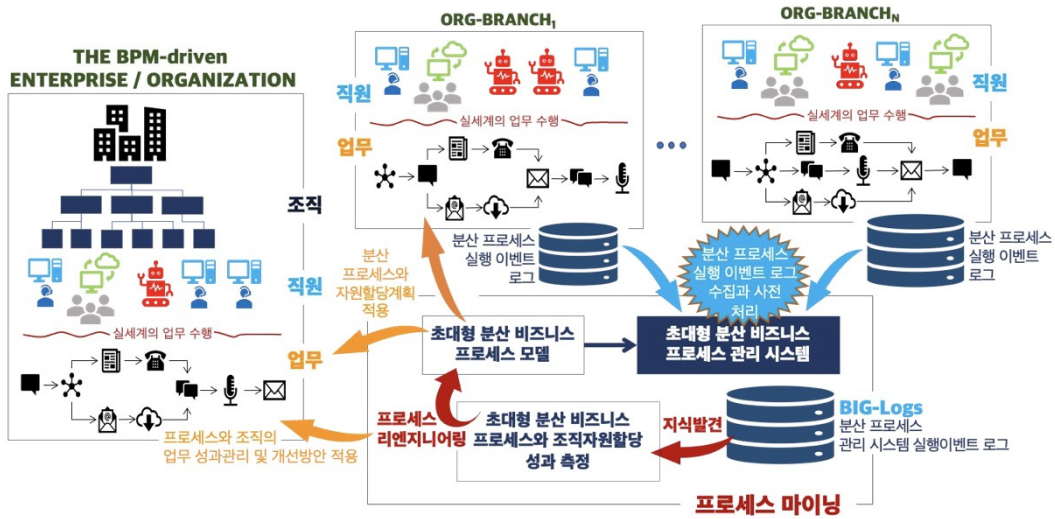 THE BPM-driven
ENTERPRISE / ORGANIZATION
조직
직원
실세계의 업무 수행
업무
프로세스와 조직의
업무 성과관리 및 개선방안 적용
ORG-BRANCH1
직원
실세계의 업무 수행
업무
분산 프로세스
실행 이벤트
로그
ORG-BRANCHN
직원
실세계의 업무 수행
업무
분산 프로세스
실행 이벤트
로그
분산
프로세스와
자원할당계획
적용
분산 프로세스
실행 이벤트 로그
수집과 사전
처리
초대형 분산 비즈니스
프로세스 모델
초대형 분산 비즈니스
프로세스 관리 시스템
프로세스
리엔지니어링
초대형 분산 비즈니스
프로세스와 조직자원할당
성과 측정
지식발견
BIG-Logs
분산 프로세스
관리 시스템 실행이벤트 로그
프로세스 마이닝